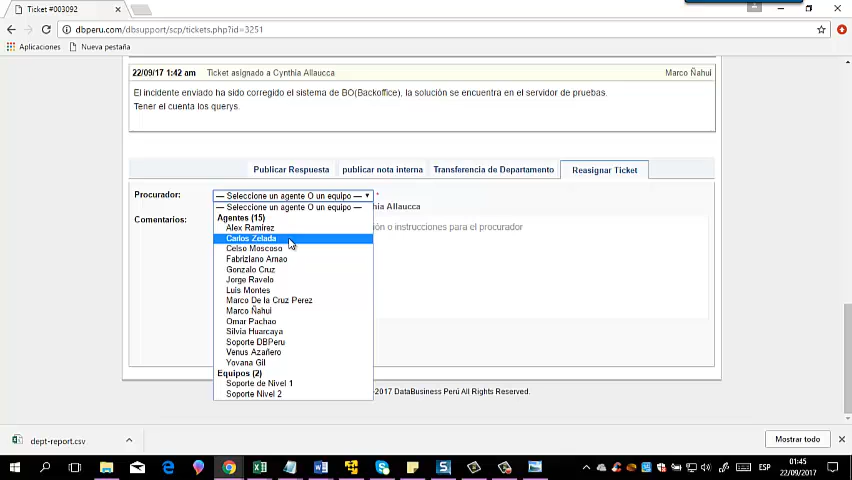 Ticket #003092
dbperu.com/dbsupport/scp/tickets.php?id=3251
Aplicaciones
Nueva pestaña
22/09/17 1:42 am Ticket asignado a Cynthia Allaucca Marco Ñahui
El incidente enviado ha sido corregido el sistema de BO(Backoffice), la solución se encuentra en el servidor de pruebas.
Tener el cuenta los querys.
Publicar Respuesta publicar nota interna Transferencia de Departamento Reasignar Ticket
Procurador: — Seleccione un agente O un equipo — *
— Seleccione un agente O un equipo — Allaucca
Agentes (15)
Comentarios:
Alex Ramirez ón o instrucciones para el procurador
Carlos Zelada
Celso Moscoso
Fabriziano Arnao
Gonzalo Cruz
Jorge Ravelo
Luis Montes
Marco De la Cruz Perez
Marco Ñahui
Omar Pachao
Silvia Huarcaya
Soporte DBPeru
Venus Azañero
Yovana Gil
Equipos (2)
Soporte de Nivel 1
Soporte Nivel 2
2017 DataBusiness Perú All Rights Reserved.
dept-report.csv
Mostrar todo
ESP
01:45
22/09/2017